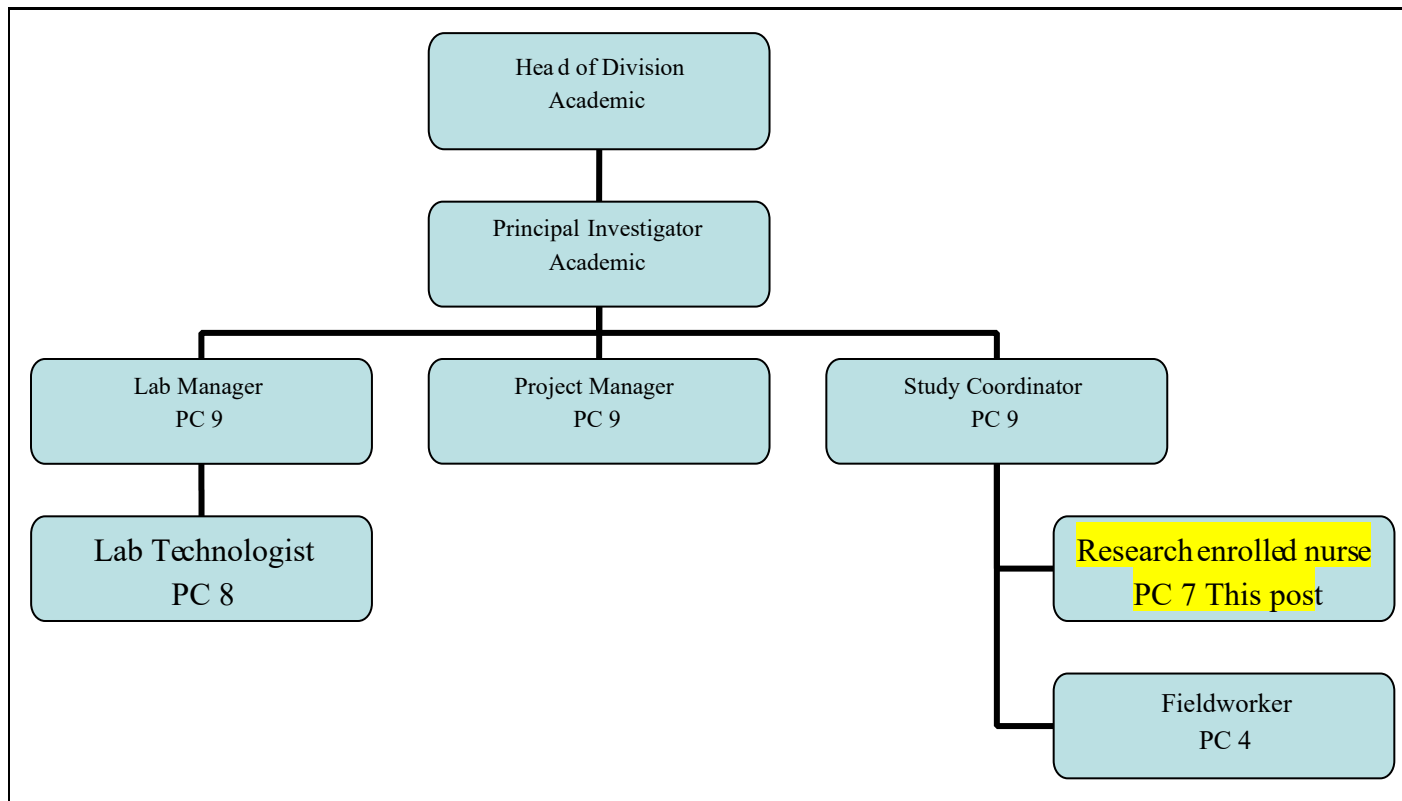 Head of Division
Academic
Principal Investigator
Academic
Lab Manager
PC 9
Project Manager
PC 9
Study Coordinator
PC 9
Lab Technologist
PC 8
Research enrolled nurse
PC 7 This post
Fieldworker
PC 4